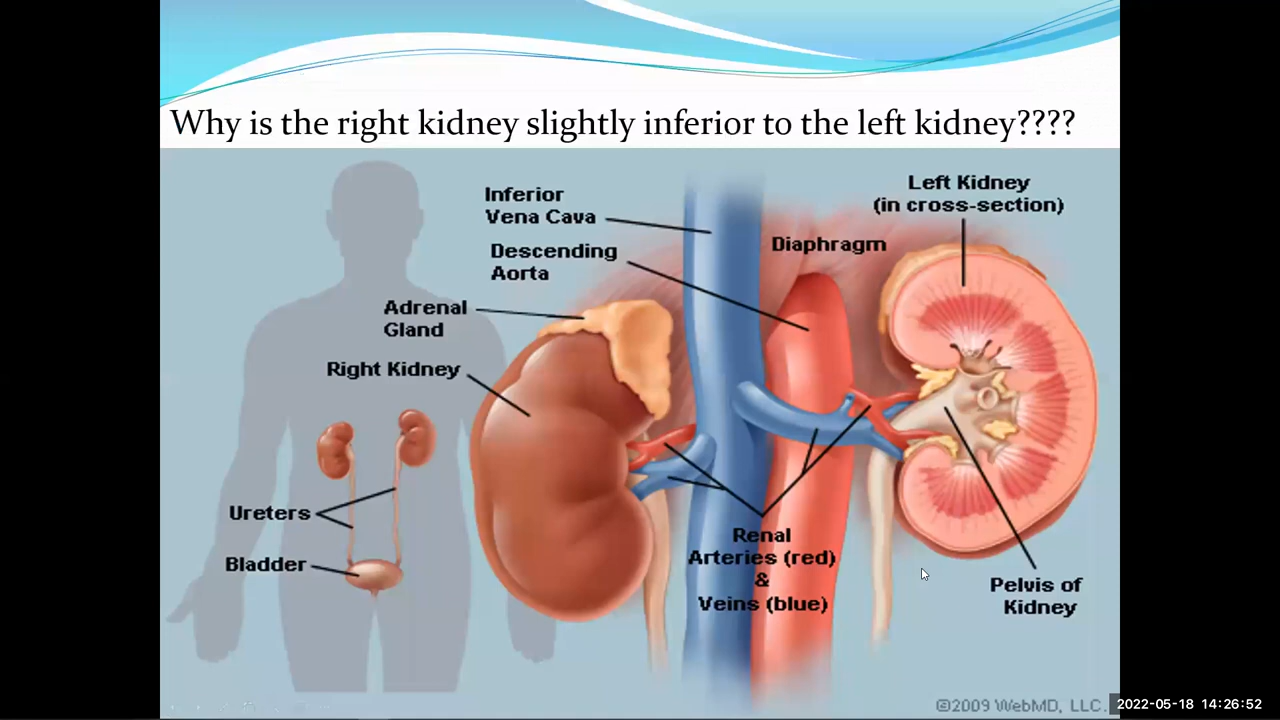 Why is the right kidney slightly inferior to the left kidney????
Inferior
Vena Cava
Descending
Aorta
Adrenal
Gland
Right Kidney
Ureters
Bladder
Left Kidney
(in cross-section)
Diaphragm
Renal
Arteries (red)
&
Veins (blue)
Pelvis of
Kidney
©2009 WebMD, LLC.
2022-05-18 14:26:52